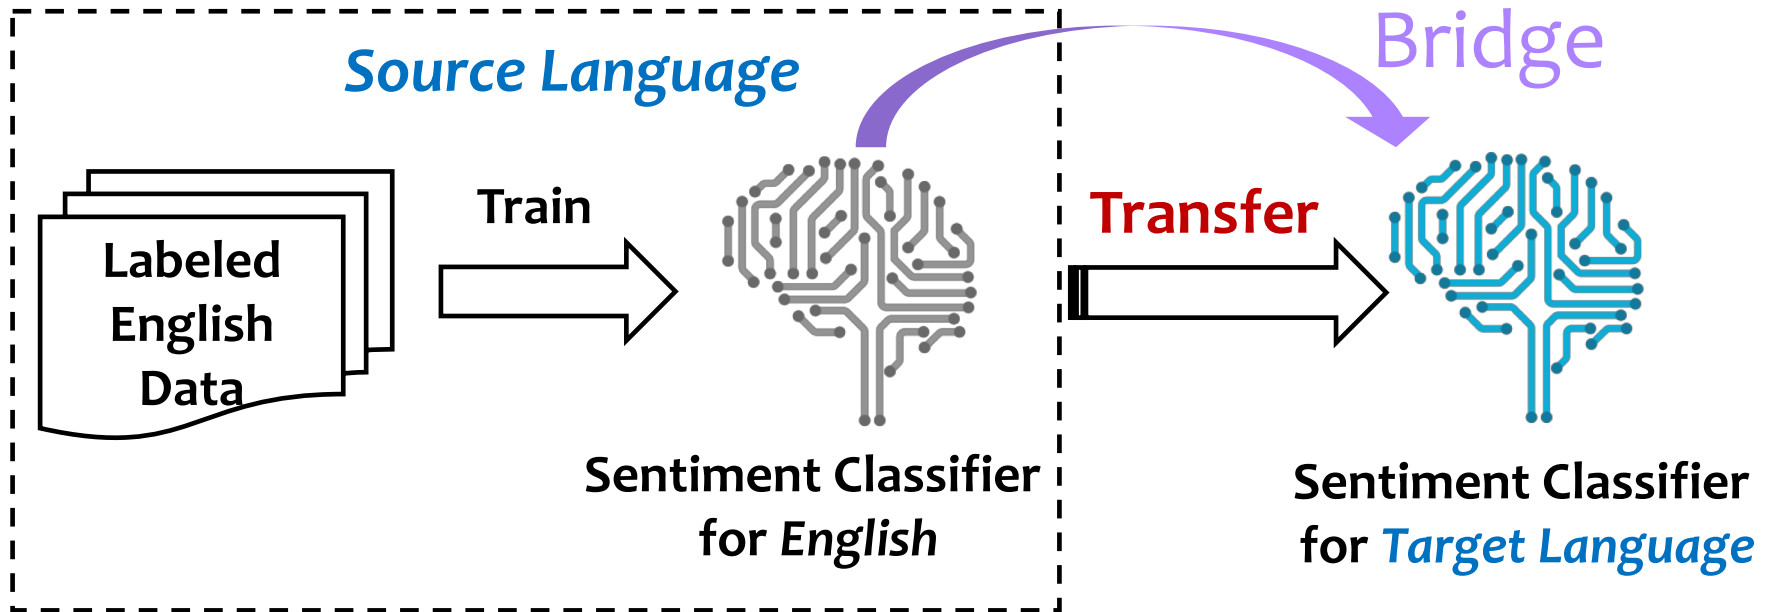 Source Language
Bridge
Labeled
English
Data
Train
Transfer
Sentiment Classifier
for English
Sentiment Classifier
for Target Language